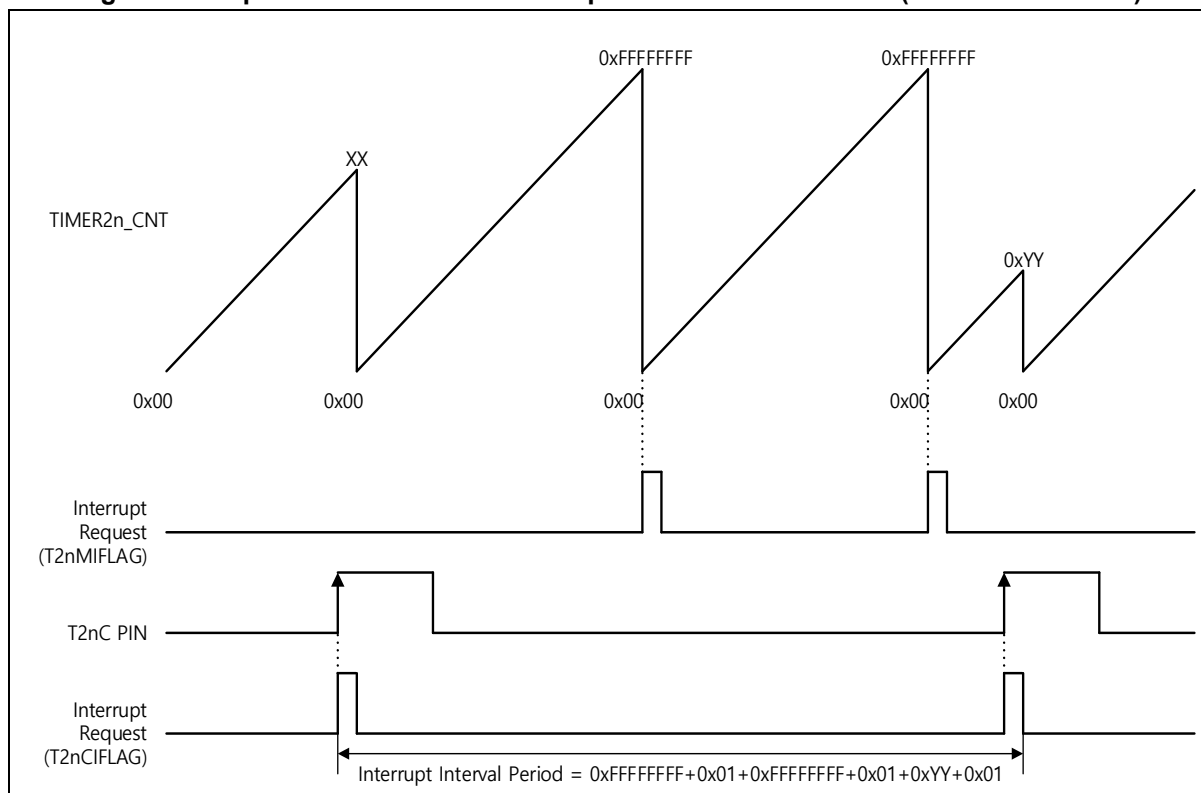 0xFFFFFFFF
0xFFFFFFFF
XX
TIMER2n_CNT
0xYY
0x00
0x00
0x00
0x00
0x00
Interrupt
Request
(T2nMIFLAG)
T2nC PIN
Interrupt
Request
(T2nCIFLAG)
Interrupt Interval Period = 0xFFFFFFFF+0x01+0xFFFFFFFF+0x01+0xYY+0x01